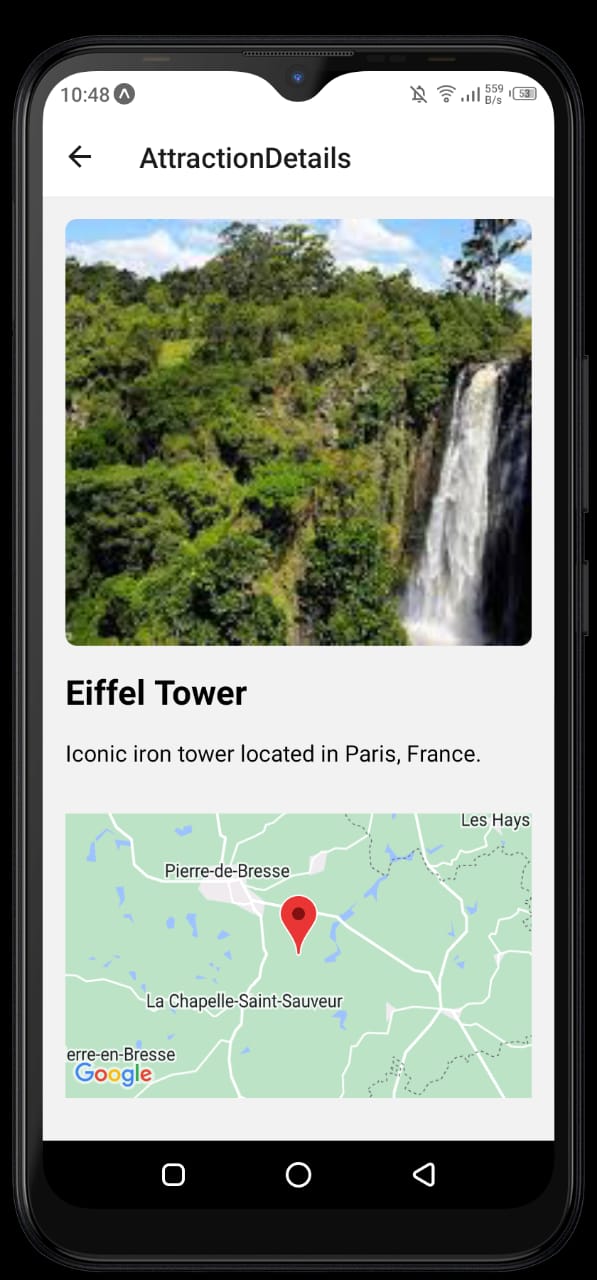 10:48
559
B/s
53
AttractionDetails
Eiffel Tower
Iconic iron tower located in Paris, France.
Les Hays
Pierre-de-Bresse
La Chapelle-Saint-Sauveur
erre-en-Bresse
Google